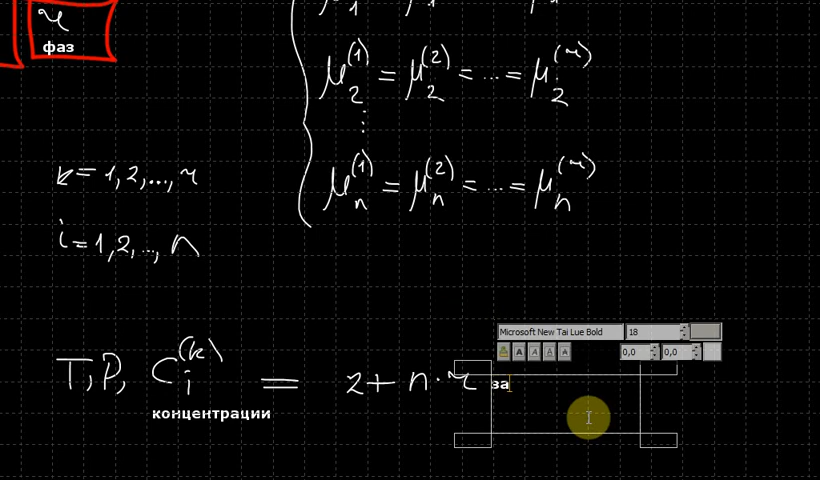 r
фаз
μ₂⁽¹⁾ = μ₂⁽²⁾ = ... = μ₂⁽ʳ⁾
⋮
μₙ⁽¹⁾ = μₙ⁽²⁾ = ... = μₙ⁽ʳ⁾
k = 1,2,...,r
i = 1,2,...,n
Microsoft New Tai Lue Bold 18
0,0 0,0
T, P, Cᵢ⁽ᵏ⁾ = 2 + n · r за
концентрации